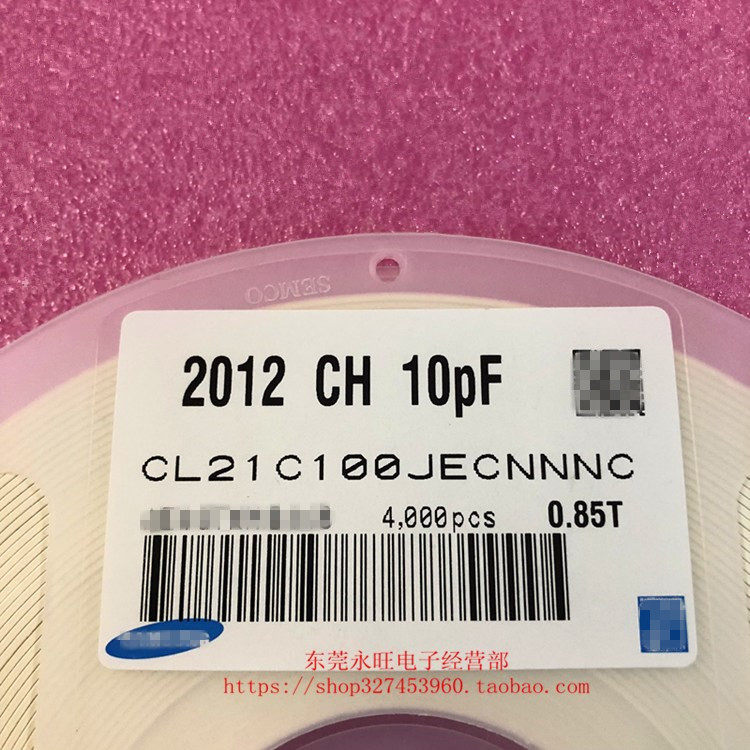 SEMCO
2012 CH 10pF
CL21C100JECNNNC
4,000pcs 0.85T
东莞永旺电子经营部
https://shop327453960.taobao.com